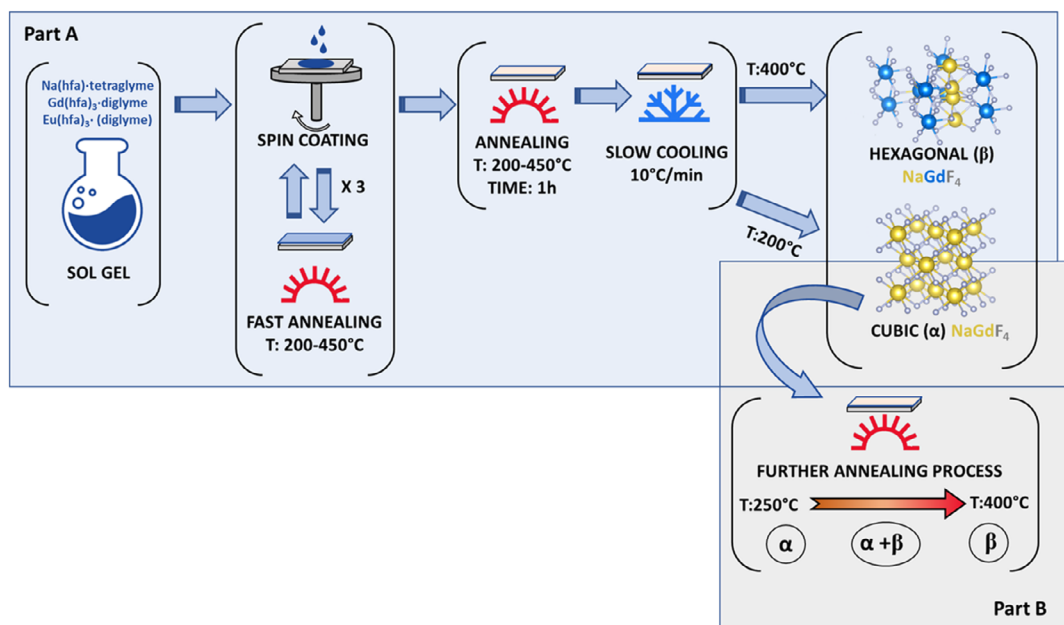 Part A
Na(hfa)·tetraglyme
Gd(hfa)₃·diglyme
Eu(hfa)₃· (diglyme)
SOL GEL
SPIN COATING
X 3
FAST ANNEALING
T: 200-450°C
ANNEALING
T: 200-450°C
TIME: 1h
SLOW COOLING
10°C/min
T:400°C
T:200°C
HEXAGONAL (β)
NaGdF₄
CUBIC (α) NaGdF₄
FURTHER ANNEALING PROCESS
T:250°C
T:400°C
α
α +β
β
Part B